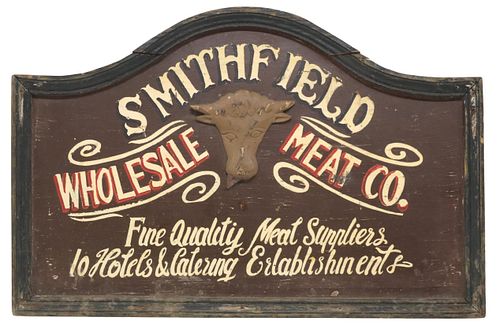 SMITHFIELD
WHOLESALE MEAT CO.
Fine Quality Meat Suppliers
to Hotels & Catering Establishments